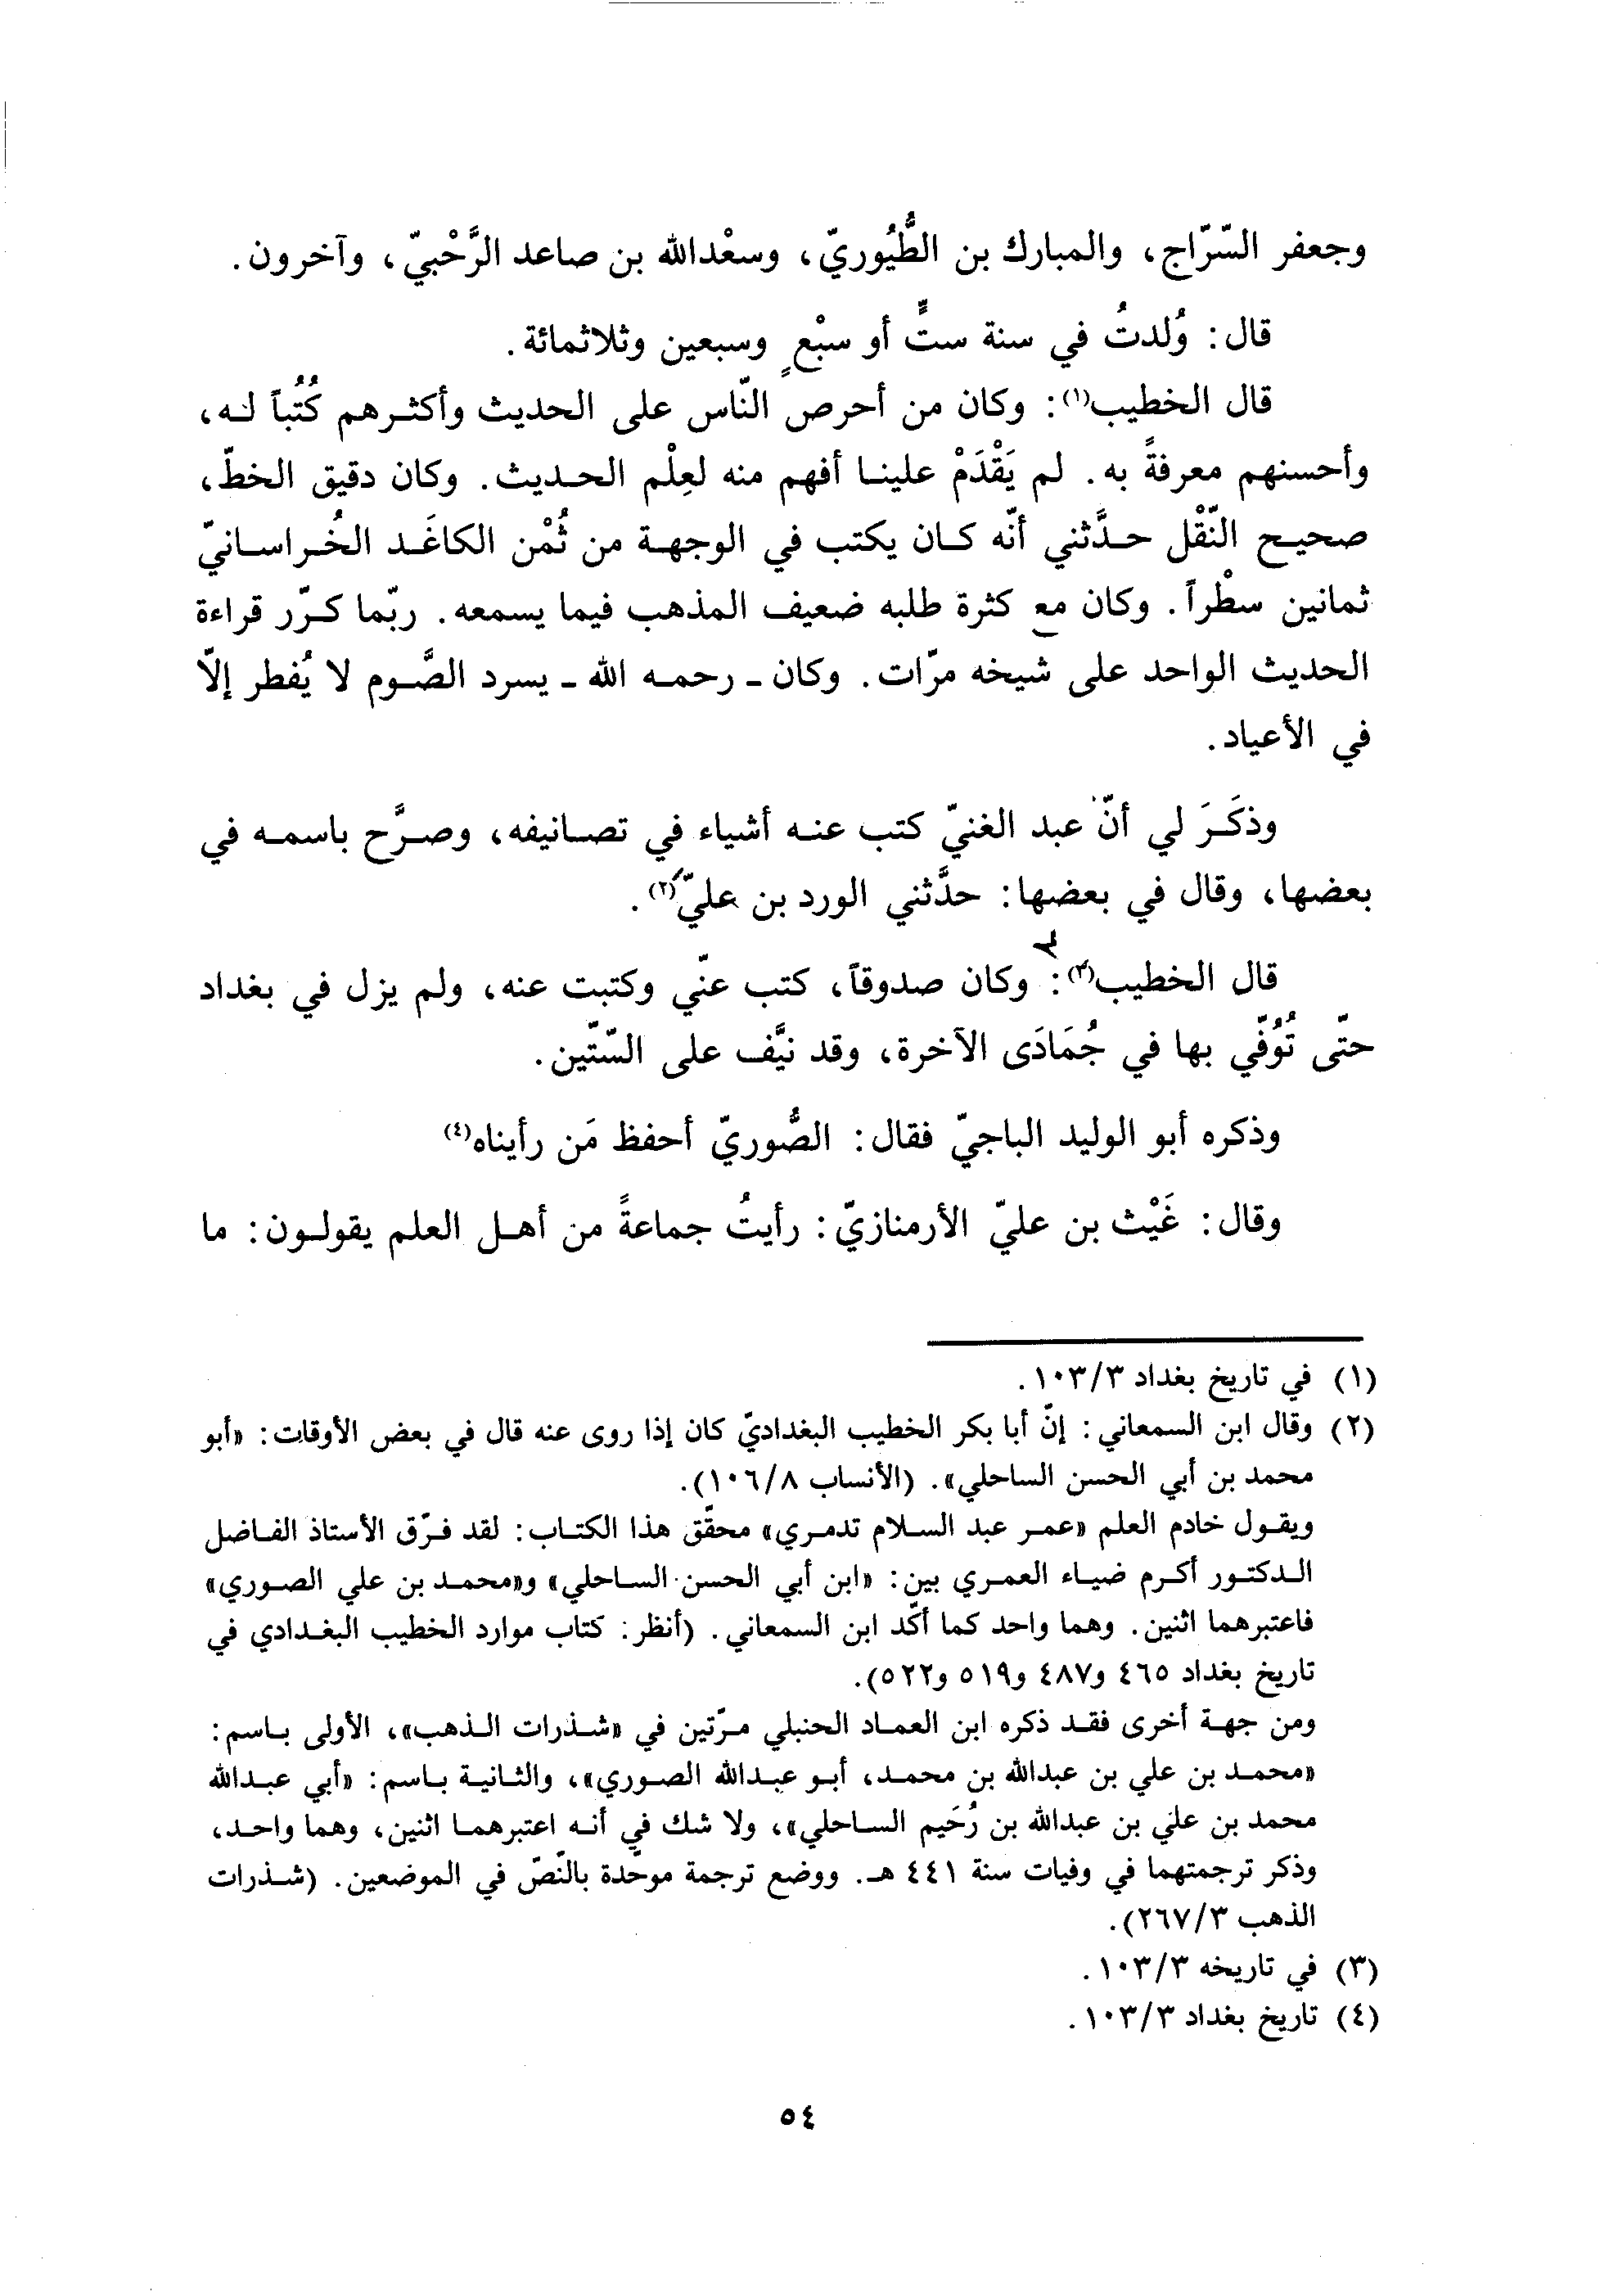 وجعفر السّرّاج، والمبارك بن الطُّيُوريّ، وسعْدالله بن صاعد الرَّحْبيّ، وآخرون.
قال: وُلدتُ في سنة ستٍّ أو سبْعٍ وسبعين وثلاثمائة.
قال الخطيب(١): وكان من أحرص النّاس على الحديث وأكثرهم كُتُباً له،
وأحسنهم معرفةً به. لم يَقْدَمْ علينا أفهم منه لعِلْم الحديث. وكان دقيق الخطّ،
صحيح النّقْل حدَّثني أنّه كان يكتب في الوجهة من ثُمْن الكاغَد الخُراسانيّ
ثمانين سطْراً. وكان مع كثرة طلبه ضعيف المذهب فيما يسمعه. ربّما كرّر قراءة
الحديث الواحد على شيخه مرّات. وكان ـ رحمه الله ـ يسرد الصَّوم لا يُفطر إلّا
في الأعياد.
وذكَرَ لي أنّ عبد الغنيّ كتب عنه أشياء في تصانيفه، وصرَّح باسمه في
بعضها، وقال في بعضها: حدَّثني الورد بن عليّ(٢).
قال الخطيب(٣): وكان صدوقاً، كتب عنّي وكتبت عنه، ولم يزل في بغداد
حتّى تُوُفّي بها في جُمَادَى الآخرة، وقد نيَّف على السّتّين.
وذكره أبو الوليد الباجيّ فقال: الصُّوريّ أحفظ مَن رأيناه(٤)
وقال: غَيْث بن عليّ الأرمنازيّ: رأيتُ جماعةً من أهل العلم يقولون: ما
(١) في تاريخ بغداد ١٠٣/٣.
(٢) وقال ابن السمعاني: إنّ أبا بكر الخطيب البغداديّ كان إذا روى عنه قال في بعض الأوقات: «أبو
محمد بن أبي الحسن الساحلي». (الأنساب ١٠٦/٨).
ويقول خادم العلم «عمر عبد السلام تدمري» محقّق هذا الكتاب: لقد فرّق الأستاذ الفاضل
الدكتور أكرم ضياء العمري بين: «ابن أبي الحسن الساحلي» و«محمد بن علي الصوري»
فاعتبرهما اثنين. وهما واحد كما أكّد ابن السمعاني. (أنظر: كتاب موارد الخطيب البغدادي في
تاريخ بغداد ٤٦٥ و٤٨٧ و٥١٩ و٥٢٢).
ومن جهة أخرى فقد ذكره ابن العماد الحنبلي مرّتين في «شذرات الذهب»، الأولى باسم:
«محمد بن علي بن عبدالله بن محمد، أبو عبدالله الصوري»، والثانية باسم: «أبي عبدالله
محمد بن علي بن عبدالله بن رُحَيم الساحلي»، ولا شك في أنه اعتبرهما اثنين، وهما واحد،
وذكر ترجمتهما في وفيات سنة ٤٤١ هـ. ووضع ترجمة موحّدة بالنّصّ في الموضعين. (شذرات
الذهب ٢٦٧/٣).
(٣) في تاريخه ١٠٣/٣.
(٤) تاريخ بغداد ١٠٣/٣.
٥٤